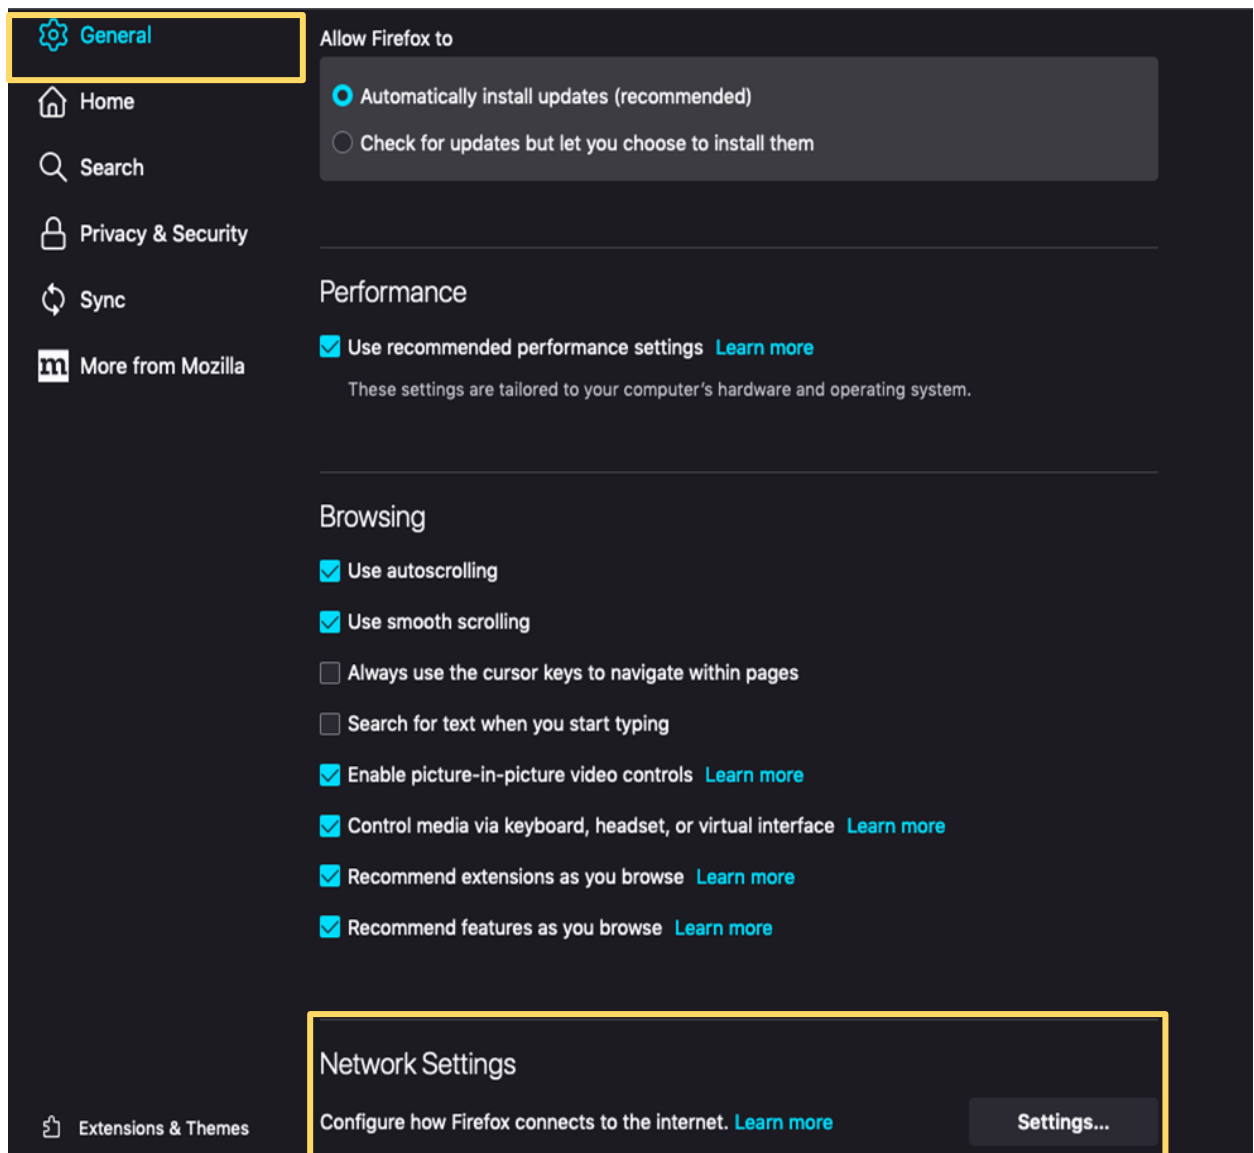 General
Home
Search
Privacy & Security
Sync
m More from Mozilla
Extensions & Themes
Allow Firefox to
Automatically install updates (recommended)
Check for updates but let you choose to install them
Performance
Use recommended performance settings Learn more
These settings are tailored to your computer's hardware and operating system.
Browsing
Use autoscrolling
Use smooth scrolling
Always use the cursor keys to navigate within pages
Search for text when you start typing
Enable picture-in-picture video controls Learn more
Control media via keyboard, headset, or virtual interface Learn more
Recommend extensions as you browse Learn more
Recommend features as you browse Learn more
Network Settings
Configure how Firefox connects to the internet. Learn more Settings...